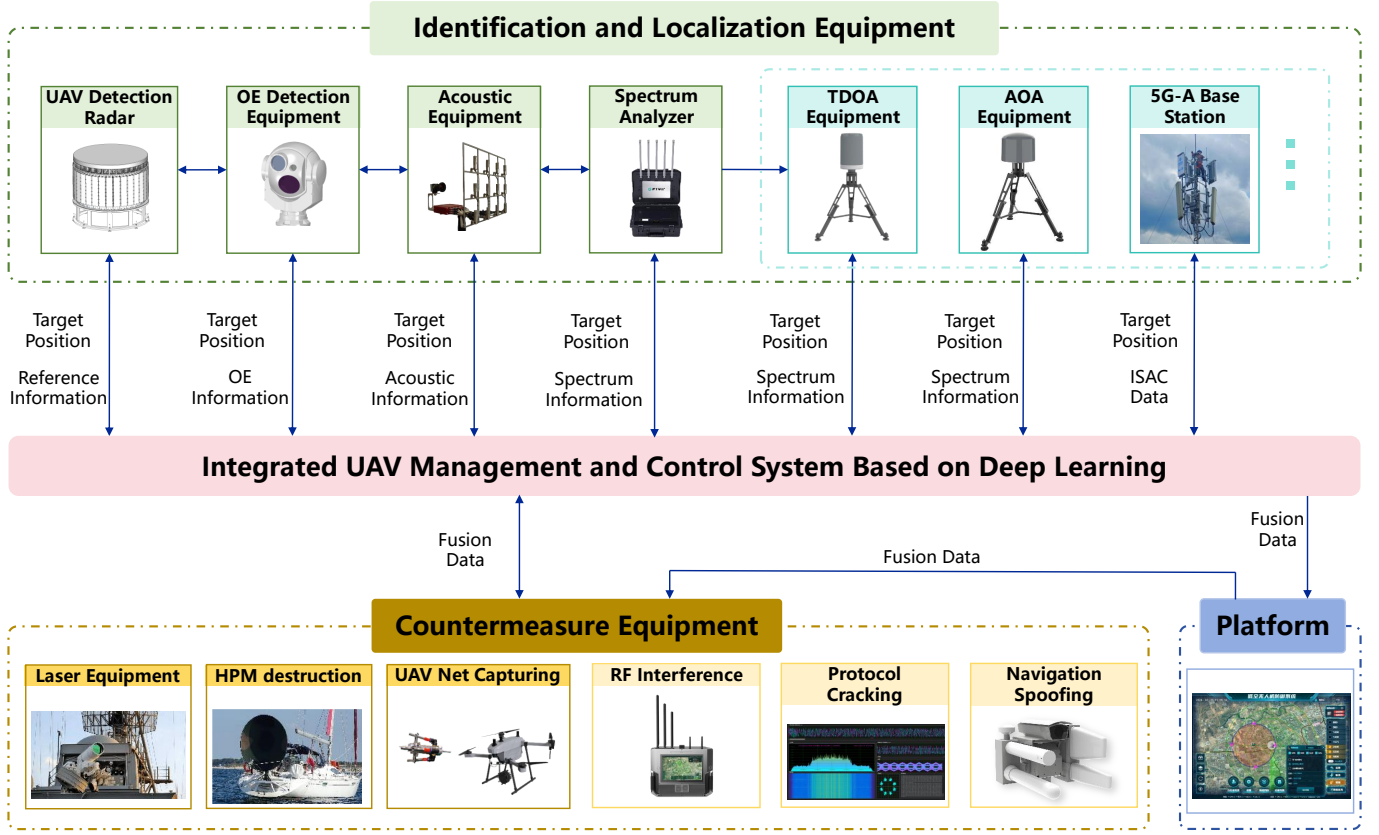 Identification and Localization Equipment
UAV Detection
Radar
OE Detection
Equipment
Acoustic
Equipment
Spectrum
Analyzer
TDOA
Equipment
AOA
Equipment
5G-A Base
Station
Target
Position
Reference
Information
Target
Position
OE
Information
Target
Position
Acoustic
Information
Target
Position
Spectrum
Information
Target
Position
Spectrum
Information
Target
Position
Spectrum
Information
Target
Position
ISAC
Data
Integrated UAV Management and Control System Based on Deep Learning
Fusion
Data
Fusion Data
Fusion
Data
Countermeasure Equipment
Platform
Laser Equipment
HPM destruction
UAV Net Capturing
RF Interference
Protocol
Cracking
Navigation
Spoofing